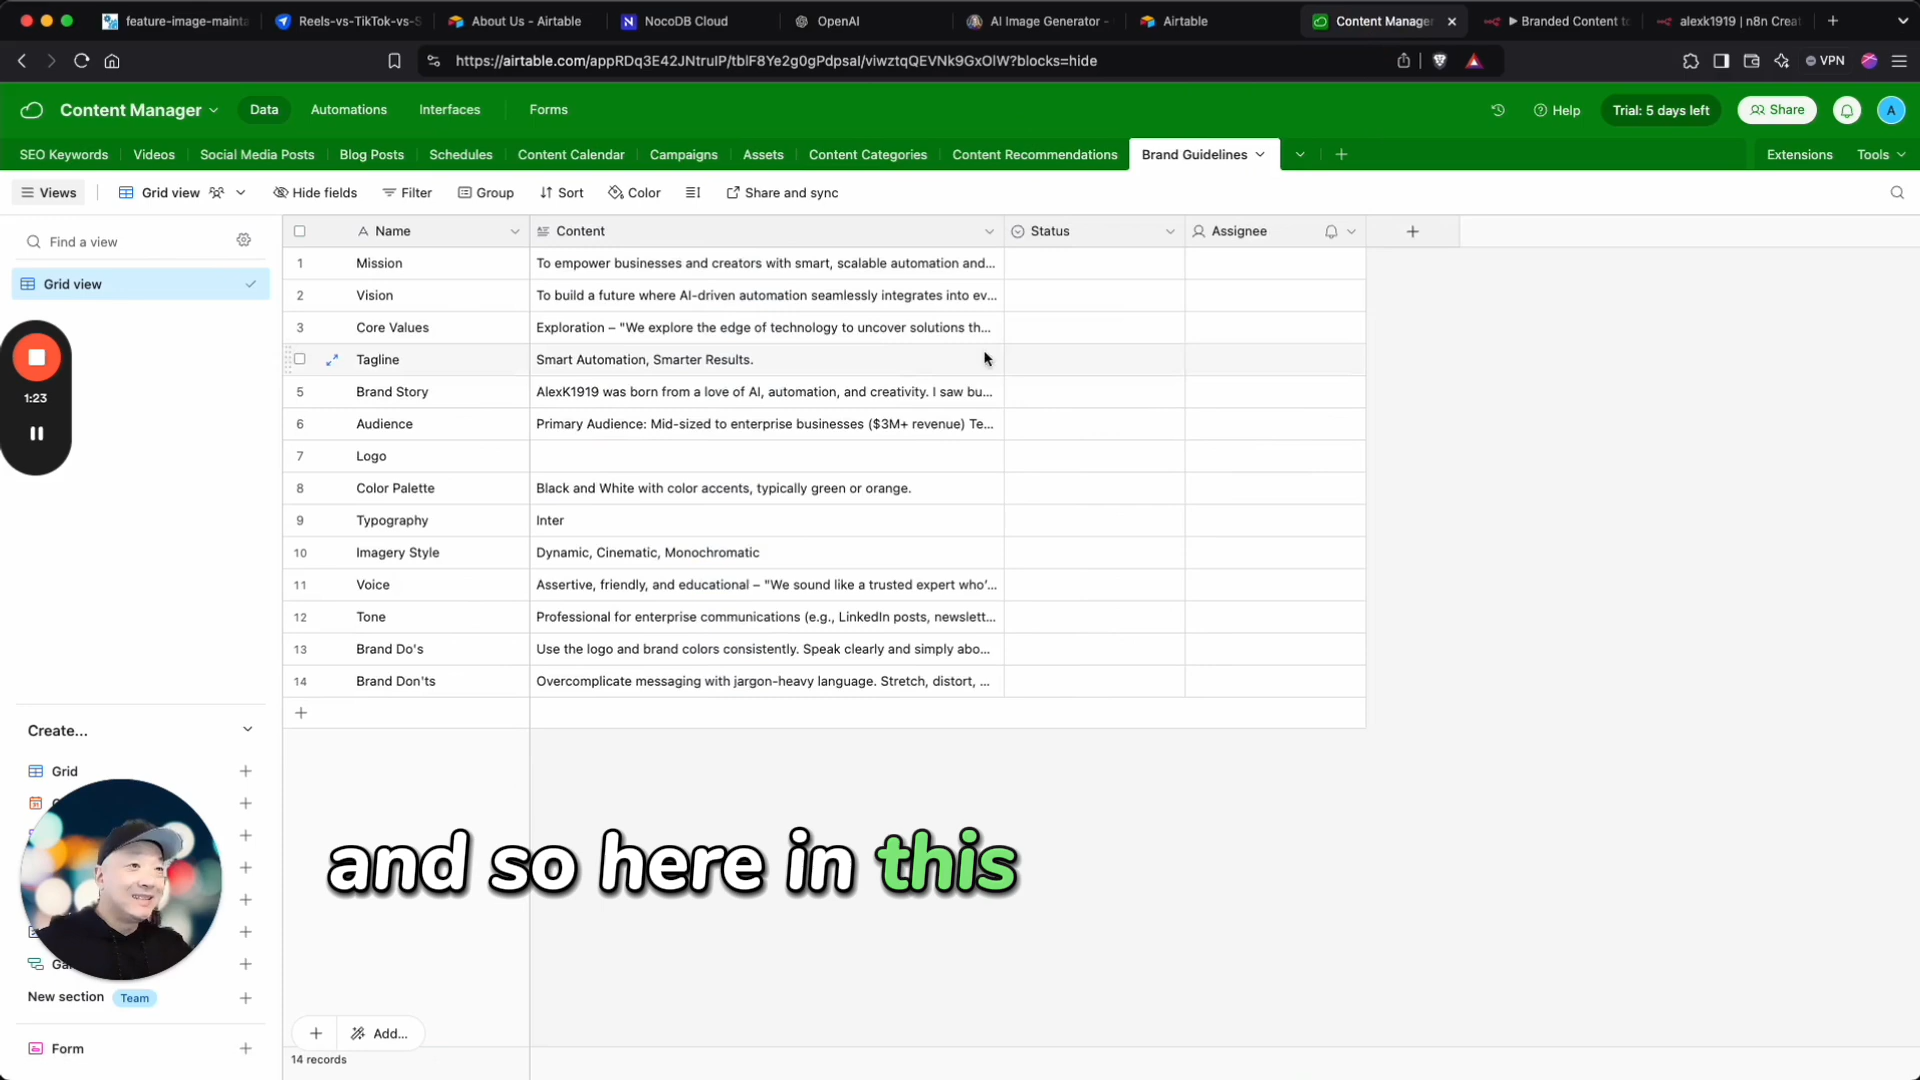 feature-image-mainta
Reels-vs-TikTok-vs-S
About Us - Airtable
NocoDB Cloud
OpenAI
AI Image Generator -
Airtable
Content Manager
Branded Content to
alexk1919 | n8n Creat
https://airtable.com/appRDq3E42JNtruIP/tblF8Ye2g0gPdpsal/viwztqQEVNk9GxOlW?blocks=hide
VPN
Content Manager
Data
Automations
Interfaces
Forms
Help
Trial: 5 days left
Share
A
SEO Keywords
Videos
Social Media Posts
Blog Posts
Schedules
Content Calendar
Campaigns
Assets
Content Categories
Content Recommendations
Brand Guidelines
Extensions
Tools
Views
Grid view
Hide fields
Filter
Group
Sort
Color
Share and sync
Find a view
Grid view
Name Content Status Assignee
1 Mission To empower businesses and creators with smart, scalable automation and...
2 Vision To build a future where AI-driven automation seamlessly integrates into ev...
3 Core Values Exploration – "We explore the edge of technology to uncover solutions th...
Tagline Smart Automation, Smarter Results.
5 Brand Story AlexK1919 was born from a love of AI, automation, and creativity. I saw bu...
6 Audience Primary Audience: Mid-sized to enterprise businesses ($3M+ revenue) Te...
7 Logo
8 Color Palette Black and White with color accents, typically green or orange.
9 Typography Inter
10 Imagery Style Dynamic, Cinematic, Monochromatic
11 Voice Assertive, friendly, and educational – "We sound like a trusted expert who'...
12 Tone Professional for enterprise communications (e.g., LinkedIn posts, newslett...
13 Brand Do's Use the logo and brand colors consistently. Speak clearly and simply abo...
14 Brand Don'ts Overcomplicate messaging with jargon-heavy language. Stretch, distort, ...
1:23
Create...
Grid
New section Team
Form
and so here in this
Add...
14 records